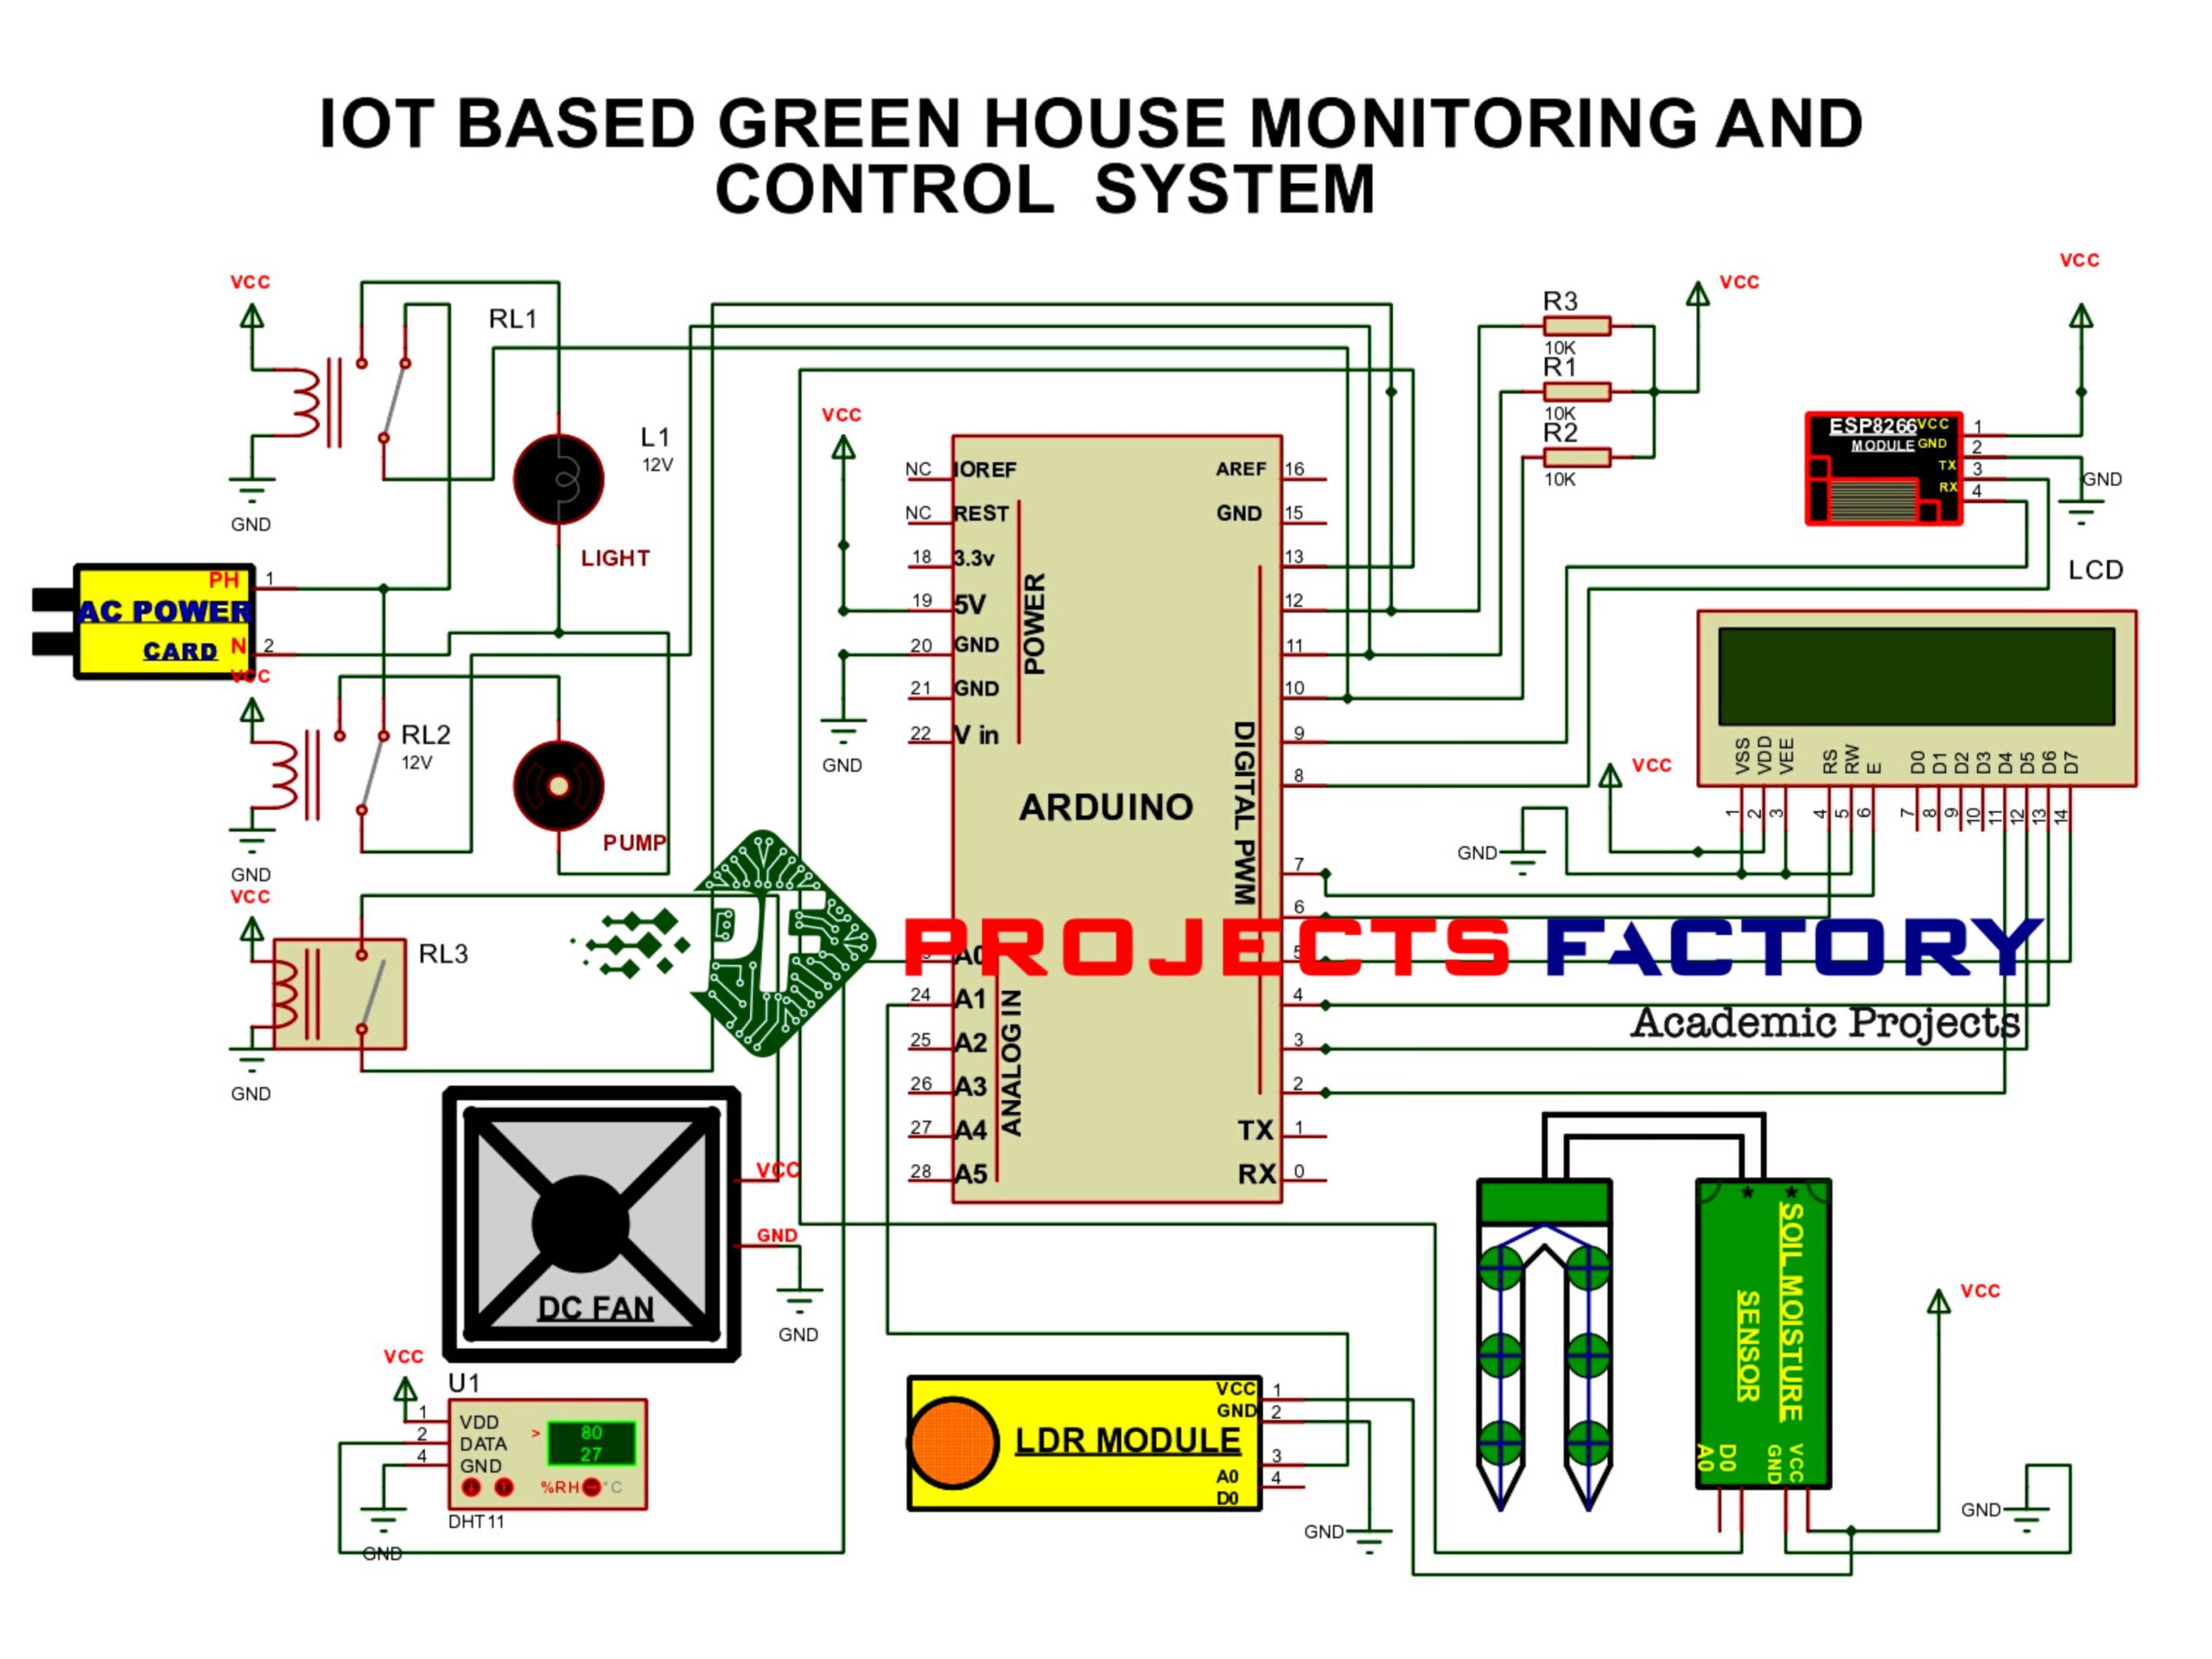 IOT BASED GREEN HOUSE MONITORING AND
CONTROL SYSTEM
VCC
RL1
GND
L1
12V
LIGHT
PH 1
AC POWER
CARD
N 2
VCC
RL2
12V
GND
PUMP
VCC
RL3
GND
VCC
GND
DC FAN
GND
VCC
U1
1 VDD
2 DATA
4 GND
> 80
27
%RH °C
DHT11
GND
VCC
GND
NC IOREF
NC REST
18 3.3v
19 5V
20 GND
21 GND
22 V in
POWER
ARDUINO
A0
24 A1
25 A2
26 A3
27 A4
28 A5
ANALOG IN
AREF 16
GND 15
13
12
11
10
9
8
7
6
5
4
3
2
TX 1
RX 0
DIGITAL PWM
R3
10K
R1
10K
R2
10K
VCC
VCC
ESP8266
MODULE
VCC 1
GND 2
TX 3
RX 4
GND
LCD
VSS VDD VEE RS RW E D0 D1 D2 D3 D4 D5 D6 D7
1 2 3 4 5 6 7 8 9 10 11 12 13 14
VCC
GND
PROJECTS FACTORY
Academic Projects
LDR MODULE
VCC 1
GND 2
3
A0
4
D0
GND
SOIL MOISTURE
SENSOR
A0
D0
GND
VCC
VCC
GND